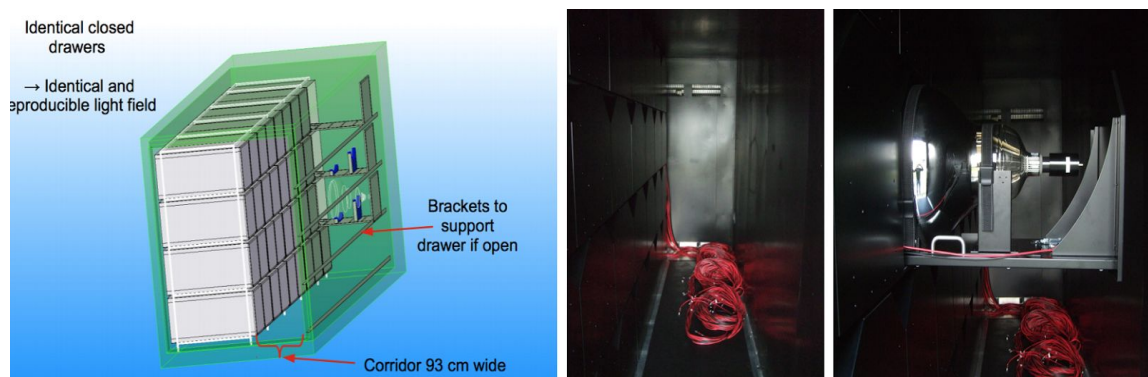 Identical closed
drawers
→ Identical and
eproducible light field
Brackets to
support
drawer if open
Corridor 93 cm wide